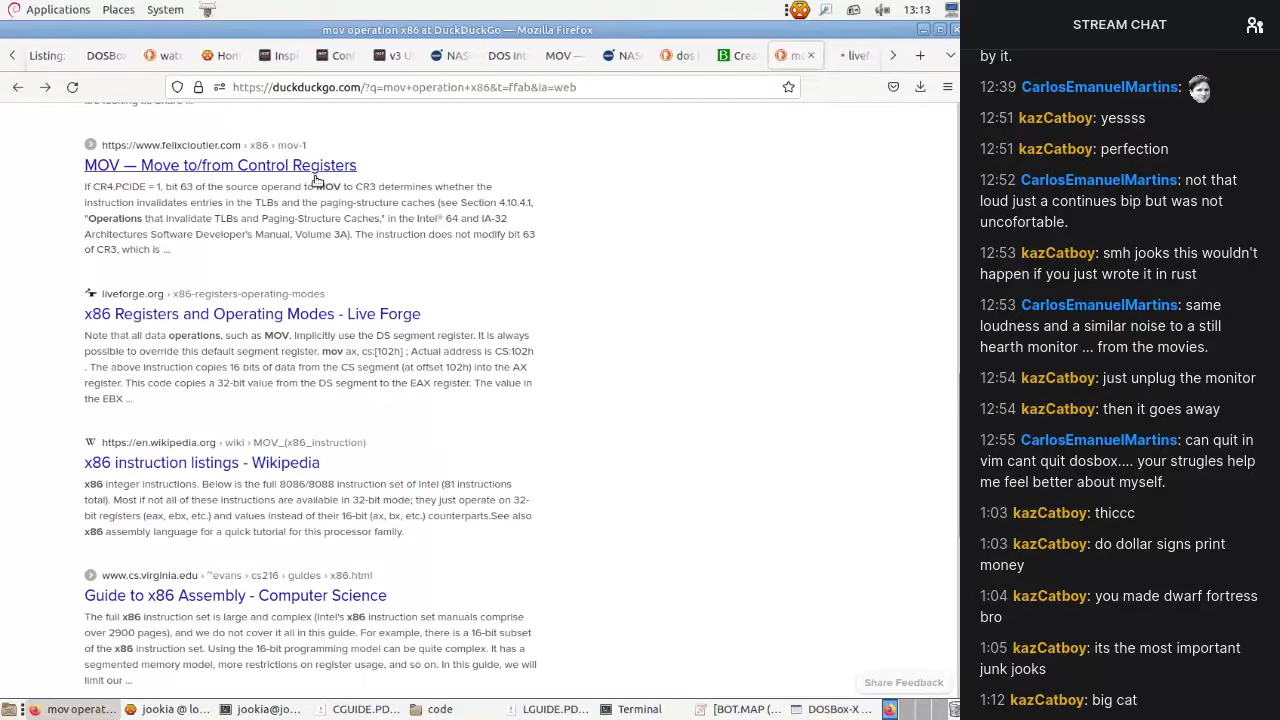 Applications Places System 13:13
mov operation x86 at DuckDuckGo — Mozilla Firefox
Listing: DOSBo watc Hom Insp Conf v3 U NAS DOS Inte MOV NAS dos i Crea m livef
https://duckduckgo.com/?q=mov+operation+x86&t=ffab&ia=web
https://www.felixcloutier.com › x86 › mov-1
MOV — Move to/from Control Registers
If CR4.PCIDE = 1, bit 63 of the source operand to MOV to CR3 determines whether the
instruction invalidates entries in the TLBs and the paging-structure caches (see Section 4.10.4.1,
"Operations that Invalidate TLBs and Paging-Structure Caches," in the Intel® 64 and IA-32
Architectures Software Developer's Manual, Volume 3A). The instruction does not modify bit 63
of CR3, which is ...
liveforge.org › x86-registers-operating-modes
x86 Registers and Operating Modes - Live Forge
Note that all data operations, such as MOV, implicitly use the DS segment register. It is always
possible to override this default segment register. mov ax, cs:[102h] ; Actual address is CS:102h
. The above instruction copies 16 bits of data from the CS segment (at offset 102h) into the AX
register. This code copies a 32-bit value from the DS segment to the EAX register. The value in
the EBX ...
https://en.wikipedia.org › wiki › MOV_(x86_instruction)
x86 instruction listings - Wikipedia
x86 integer instructions. Below is the full 8086/8088 instruction set of Intel (81 instructions
total). Most if not all of these instructions are available in 32-bit mode; they just operate on 32-
bit registers (eax, ebx, etc.) and values instead of their 16-bit (ax, bx, etc.) counterparts.See also
x86 assembly language for a quick tutorial for this processor family.
www.cs.virginia.edu › ~evans › cs216 › guides › x86.html
Guide to x86 Assembly - Computer Science
The full x86 instruction set is large and complex (Intel's x86 instruction set manuals comprise
over 2900 pages), and we do not cover it all in this guide. For example, there is a 16-bit subset
of the x86 instruction set. Using the 16-bit programming model can be quite complex. It has a
segmented memory model, more restrictions on register usage, and so on. In this guide, we will
limit our ...
Share Feedback
mov operat... jookia @ lo... jookia@jo... CGUIDE.PD... code LGUIDE.PD... Terminal [BOT.MAP (... DOSBox-X ...
STREAM CHAT
by it.
12:39 CarlosEmanuelMartins:
12:51 kazCatboy: yessss
12:51 kazCatboy: perfection
12:52 CarlosEmanuelMartins: not that
loud just a continues bip but was not
uncofortable.
12:53 kazCatboy: smh jooks this wouldn't
happen if you just wrote it in rust
12:53 CarlosEmanuelMartins: same
loudness and a similar noise to a still
hearth monitor ... from the movies.
12:54 kazCatboy: just unplug the monitor
12:54 kazCatboy: then it goes away
12:55 CarlosEmanuelMartins: can quit in
vim cant quit dosbox.... your strugles help
me feel better about myself.
1:03 kazCatboy: thiccc
1:03 kazCatboy: do dollar signs print
money
1:04 kazCatboy: you made dwarf fortress
bro
1:05 kazCatboy: its the most important
junk jooks
1:12 kazCatboy: big cat